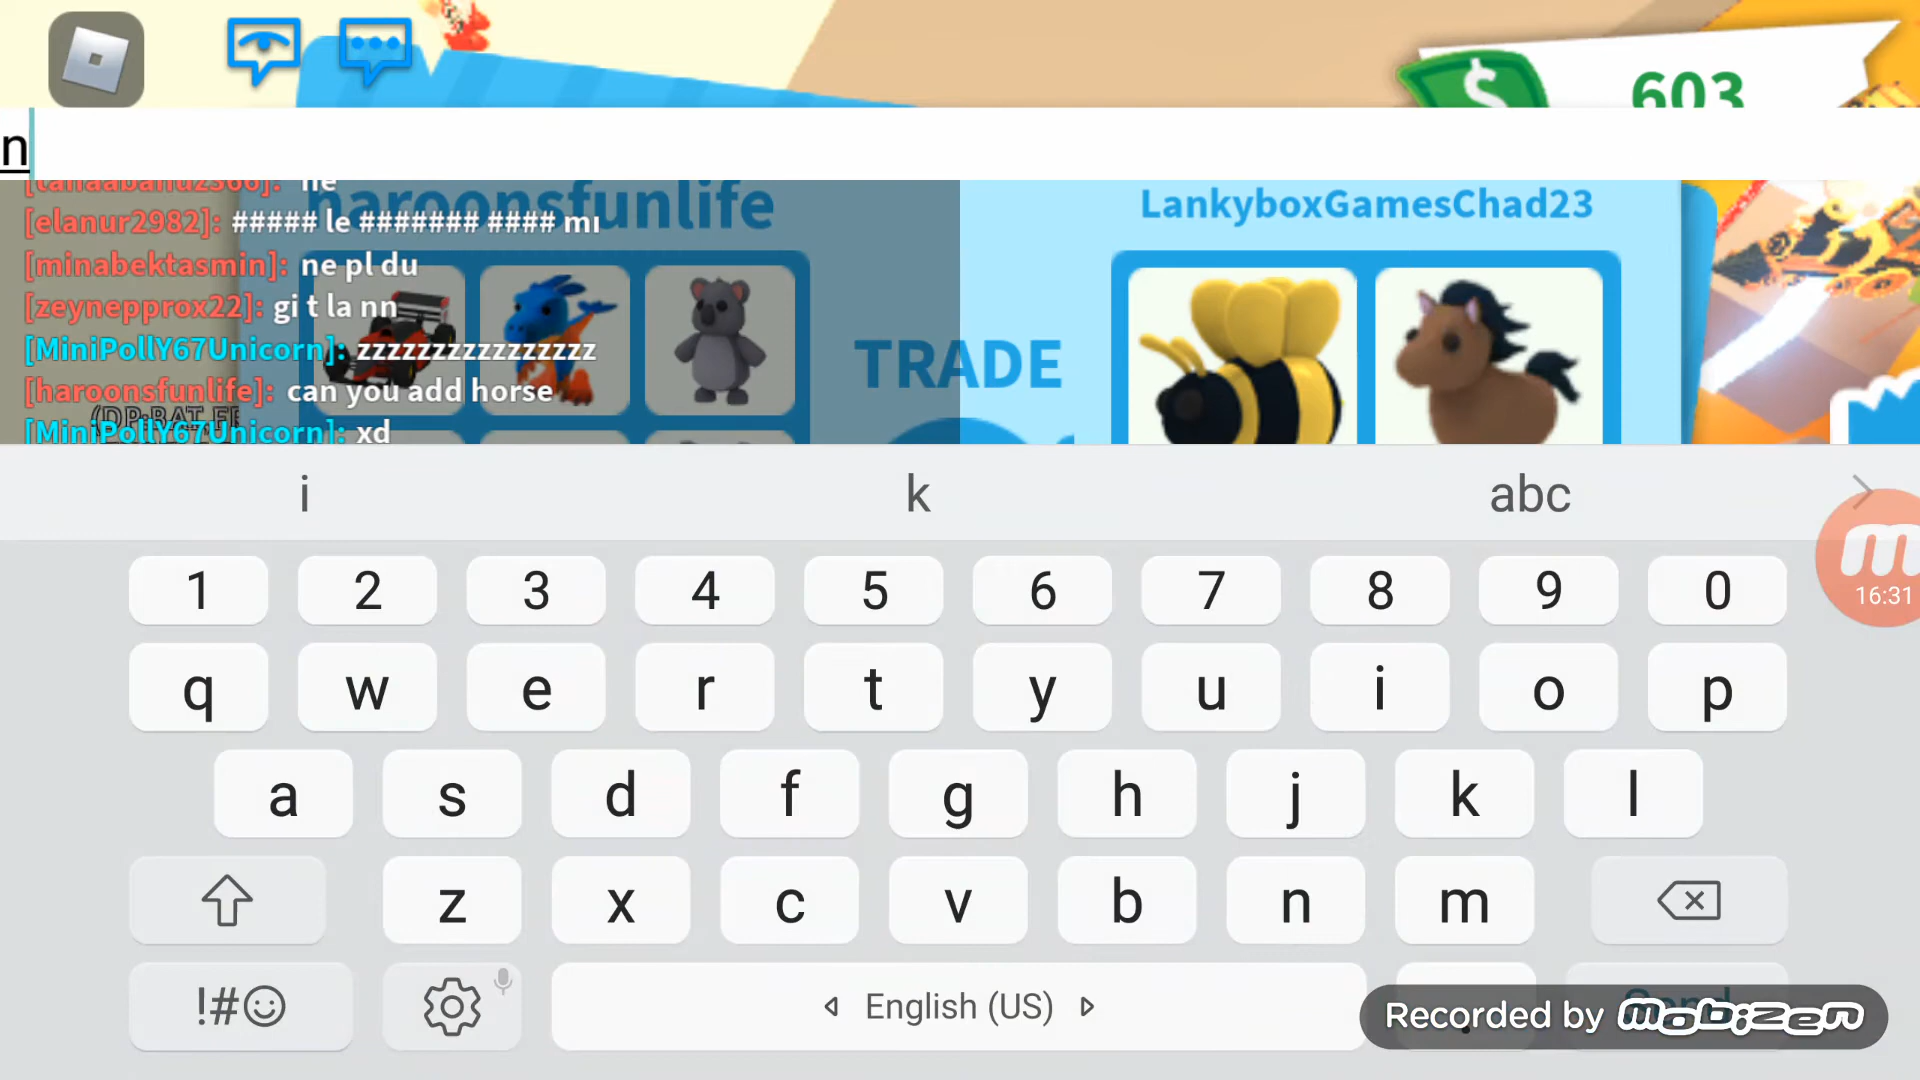 603
n
ne
haroonsfunlife
LankyboxGamesChad23
[elanur2982]: ##### le ####### #### mı
[minabektasmin]: ne pl du
[zeynepprox22]: gi t la nn
[MiniPollY67Unicorn]: zzzzzzzzzzzzzzzz
TRADE
[haroonsfunlife]: can you add horse
[MiniPollY67Unicorn]: xd
i k abc
16:31
1 2 3 4 5 6 7 8 9 0
q w e r t y u i o p
a s d f g h j k l
z x c v b n m
!#☺ English (US)
Recorded by mobizen